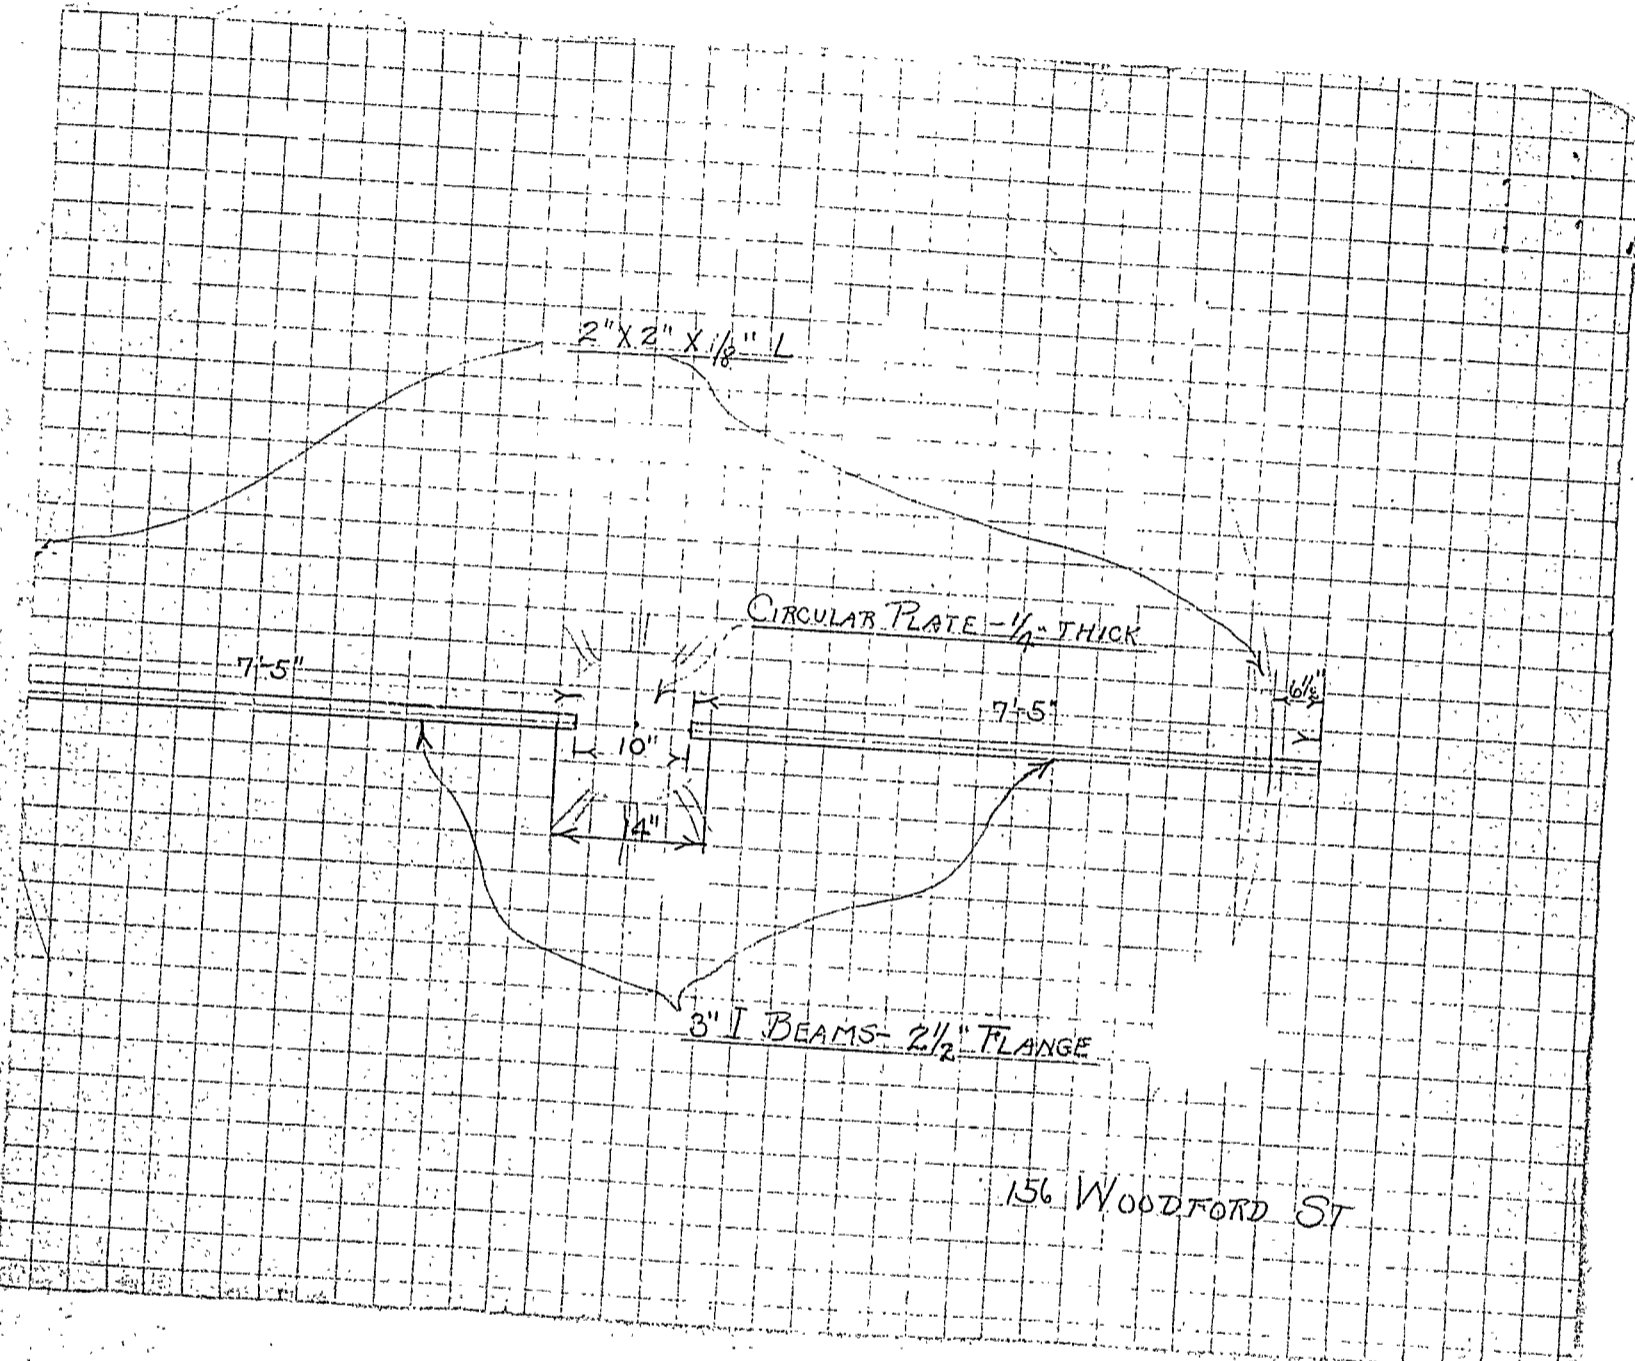 2" X 2" X 1/8" L
CIRCULAR PLATE - 1/4" THICK
7'-5"
6 1/2"
7'-5"
10"
14"
3" I BEAMS - 2 1/2" FLANGE
156 WOODFORD ST